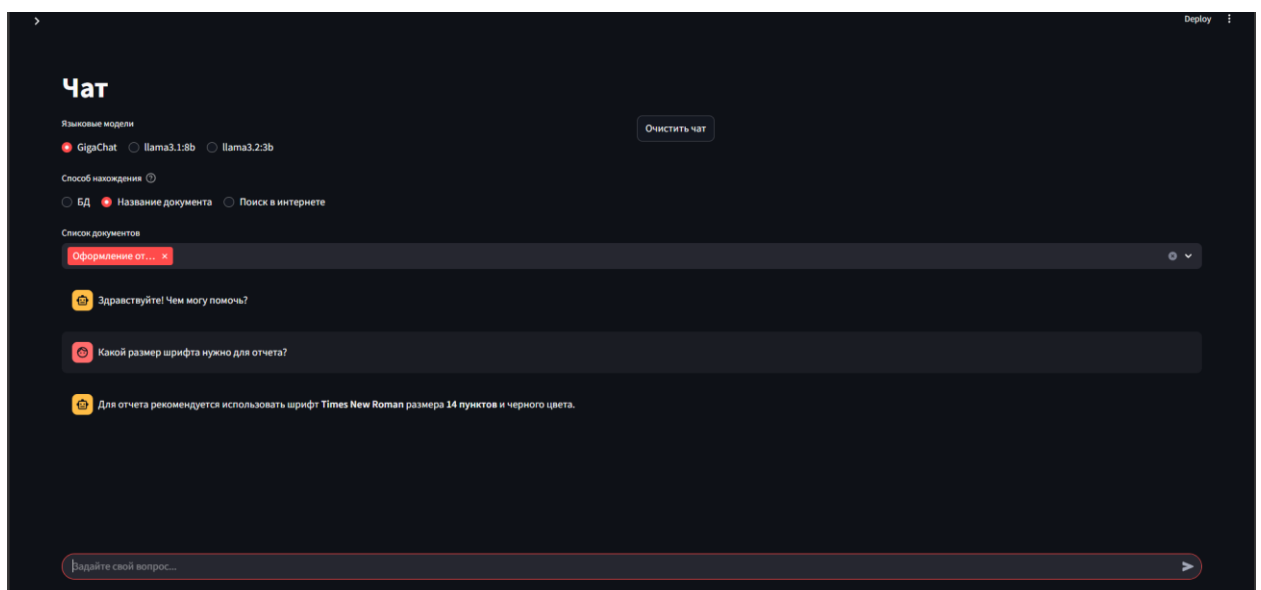 Deploy
Чат
Языковые модели
Очистить чат
GigaChat llama3.1:8b llama3.2:3b
Способ нахождения
БД Название документа Поиск в интернете
Список документов
Оформление от... ×
Здравствуйте! Чем могу помочь?
Какой размер шрифта нужно для отчета?
Для отчета рекомендуется использовать шрифт Times New Roman размера 14 пунктов и черного цвета.
Задайте свой вопрос...